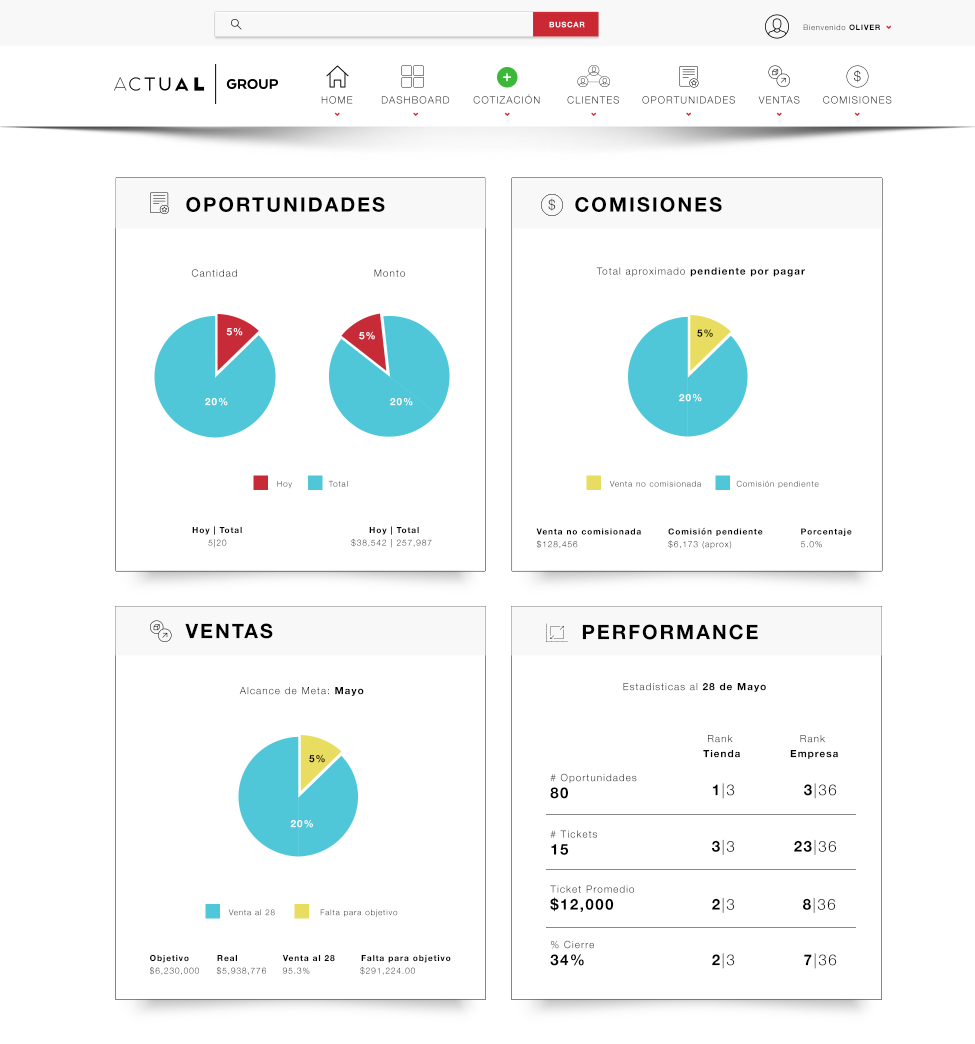 BUSCAR
Bienvenido OLIVER
ACTUAL | GROUP
HOME DASHBOARD COTIZACIÓN CLIENTES OPORTUNIDADES VENTAS COMISIONES
OPORTUNIDADES
Cantidad Monto
5% 5%
20% 20%
Hoy Total
Hoy | Total Hoy | Total
5|20 $38,542 | 257,987
$ COMISIONES
Total aproximado pendiente por pagar
5%
20%
Venta no comisionada Comisión pendiente
Venta no comisionada Comisión pendiente Porcentaje
$128,456 $6,173 (aprox) 5.0%
VENTAS
Alcance de Meta: Mayo
5%
20%
Venta al 28 Falta para objetivo
Objetivo Real Venta al 28 Falta para objetivo
$6,230,000 $5,938,776 95.3% $291,224.00
PERFORMANCE
Estadisticas al 28 de Mayo
Rank Rank
Tienda Empresa
# Oportunidades
80 1|3 3|36
# Tickets
15 3|3 23|36
Ticket Promedio
$12,000 2|3 8|36
% Cierre
34% 2|3 7|36